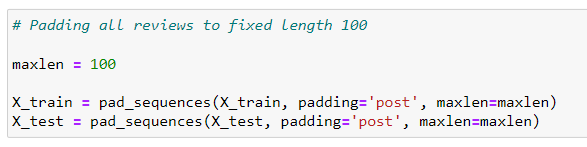 # Padding all reviews to fixed length 100
maxlen = 100
X_train = pad_sequences(X_train, padding='post', maxlen=maxlen)
X_test = pad_sequences(X_test, padding='post', maxlen=maxlen)